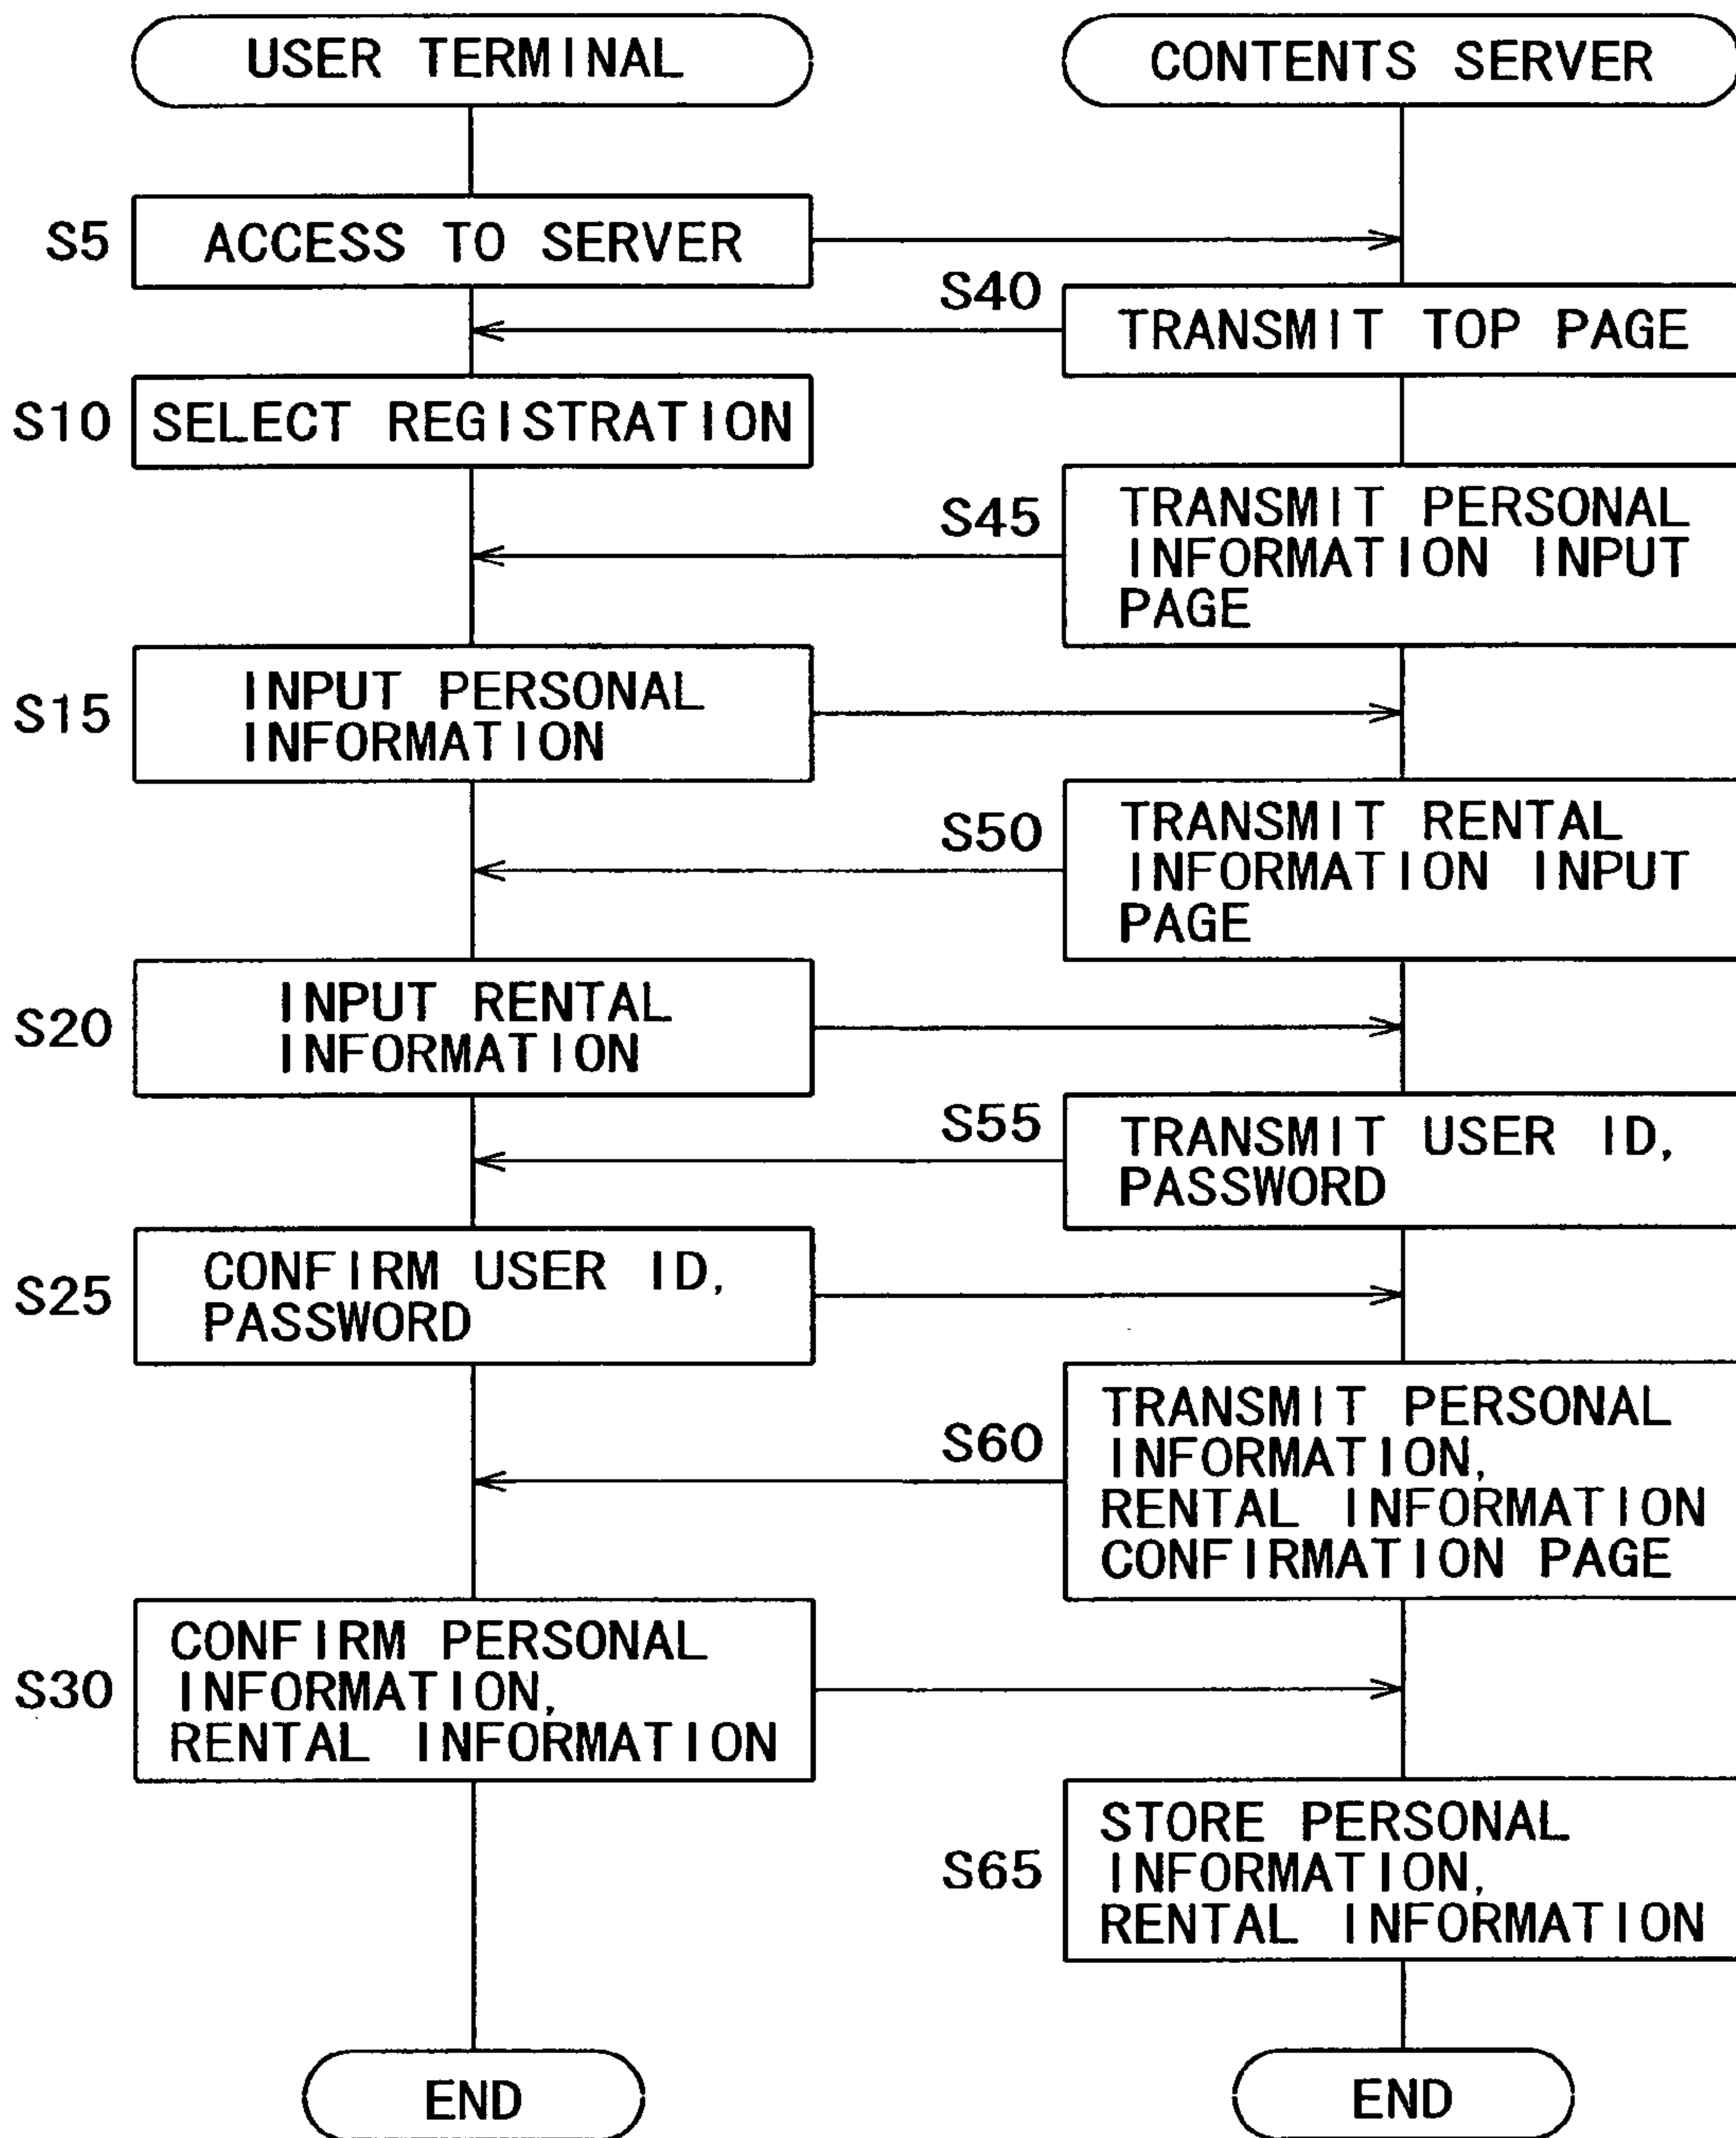 USER TERMINAL
CONTENTS SERVER
S5
ACCESS TO SERVER
S40
TRANSMIT TOP PAGE
S10
SELECT REGISTRATION
S45
TRANSMIT PERSONAL
INFORMATION INPUT
PAGE
S15
INPUT PERSONAL
INFORMATION
S50
TRANSMIT RENTAL
INFORMATION INPUT
PAGE
S20
INPUT RENTAL
INFORMATION
S55
TRANSMIT USER ID,
PASSWORD
S25
CONFIRM USER ID,
PASSWORD
S60
TRANSMIT PERSONAL
INFORMATION,
RENTAL INFORMATION
CONFIRMATION PAGE
S30
CONFIRM PERSONAL
INFORMATION,
RENTAL INFORMATION
S65
STORE PERSONAL
INFORMATION,
RENTAL INFORMATION
END
END